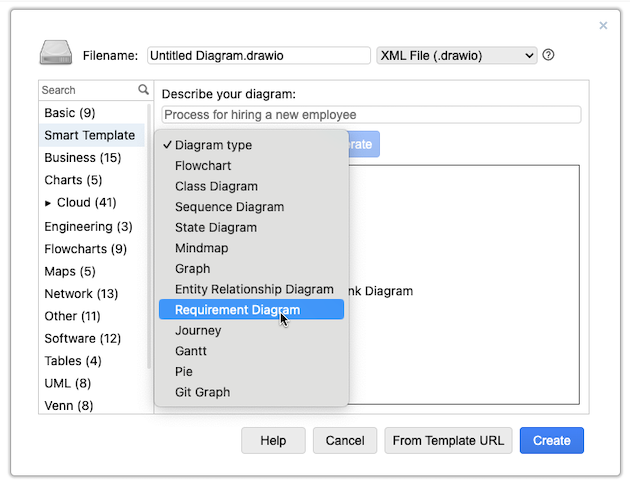 Filename: Untitled Diagram.drawio XML File (.drawio)
Search
Describe your diagram:
Basic (9)
Process for hiring a new employee
Smart Template
Business (15)
Charts (5)
Cloud (41)
Engineering (3)
Flowcharts (9)
Maps (5)
Network (13)
Other (11)
Software (12)
Tables (4)
UML (8)
Venn (8)
Diagram type
Flowchart
Class Diagram
Sequence Diagram
State Diagram
Mindmap
Graph
Entity Relationship Diagram
Requirement Diagram
Journey
Gantt
Pie
Git Graph
Diagram
Help Cancel From Template URL Create